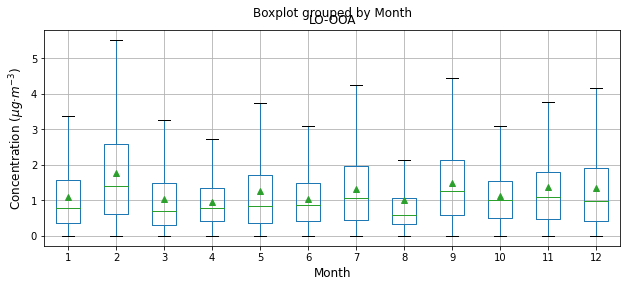 Boxplot grouped by Month
LO-OOA
Concentration (μg·m⁻³)
5
4
3
2
1
0
1 2 3 4 5 6 7 8 9 10 11 12
Month